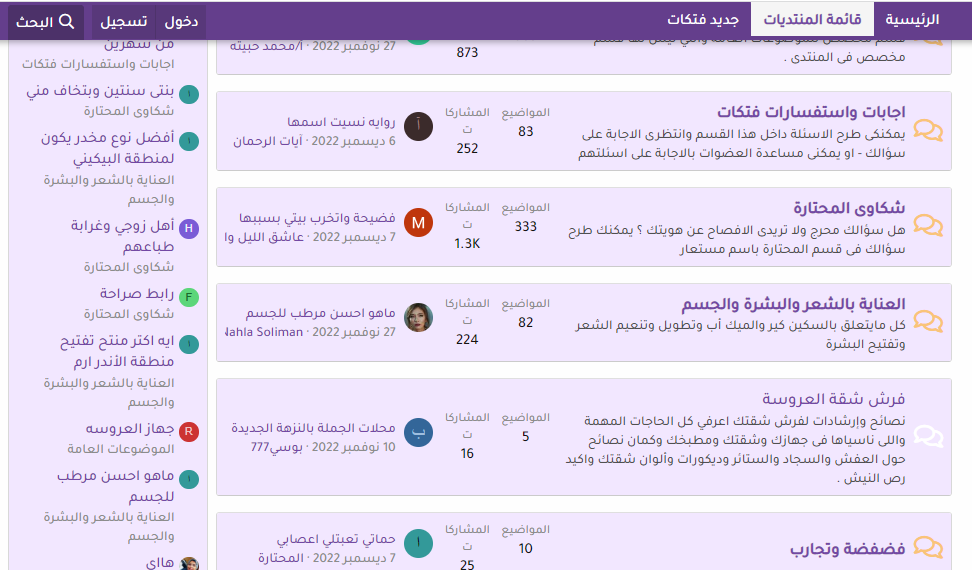 الرئيسية
قائمة المنتديات
جديد فتكات
دخول
تسجيل
البحث
مخصص فى المنتدى .
873
27 نوفمبر 2022 · أ/محمد حبيته
اجابات واستفسارات فتكات
يمكنكى طرح الاسئلة داخل هذا القسم وانتظرى الاجابة على
سؤالك - او يمكنى مساعدة العضوات بالاجابة على اسئلتهم
المواضيع
83
المشاركا
ت
252
آ
روايه نسيت اسمها
6 ديسمبر 2022 · آيات الرحمان
شكاوى المحتارة
هل سؤالك محرج ولا تريدى الافصاح عن هويتك ؟ يمكنك طرح
سؤالك فى قسم المحتارة باسم مستعار
المواضيع
333
المشاركا
ت
1.3K
M
فضيحة واتخرب بيتي بسببها
7 ديسمبر 2022 · عاشق الليل وا
العناية بالشعر والبشرة والجسم
كل مايتعلق بالسكين كير والميك أب وتطويل وتنعيم الشعر
وتفتيح البشرة
المواضيع
82
المشاركا
ت
224
ماهو احسن مرطب للجسم
27 نوفمبر 2022 · Nahla Soliman
فرش شقة العروسة
نصائح وإرشادات لفرش شقتك اعرفي كل الحاجات المهمة
واللى ناسياها فى جهازك وشقتك ومطبخك وكمان نصائح
حول العفش والسجاد والستائر وديكورات وألوان شقتك واكيد
رص النيش .
المواضيع
5
المشاركا
ت
16
ب
محلات الجملة بالنزهة الجديدة
10 نوفمبر 2022 · بوسي777
فضفضة وتجارب
المواضيع
10
المشاركا
ت
25
ا
حماتي تعبتلي اعصابي
7 ديسمبر 2022 · المحتارة
من شهرين
اجابات واستفسارات فتكات
ا
بنتى سنتين وبتخاف مني
شكاوى المحتارة
ا
أفضل نوع مخدر يكون
لمنطقة البيكيني
العناية بالشعر والبشرة
والجسم
H
أهل زوجي وغرابة
طباعهم
شكاوى المحتارة
F
رابط صراحة
شكاوى المحتارة
ا
ايه اكتر منتج تفتيح
منطقة الأندر ارم
العناية بالشعر والبشرة
والجسم
R
جهاز العروسه
الموضوعات العامة
ا
ماهو احسن مرطب
للجسم
العناية بالشعر والبشرة
والجسم
هااي